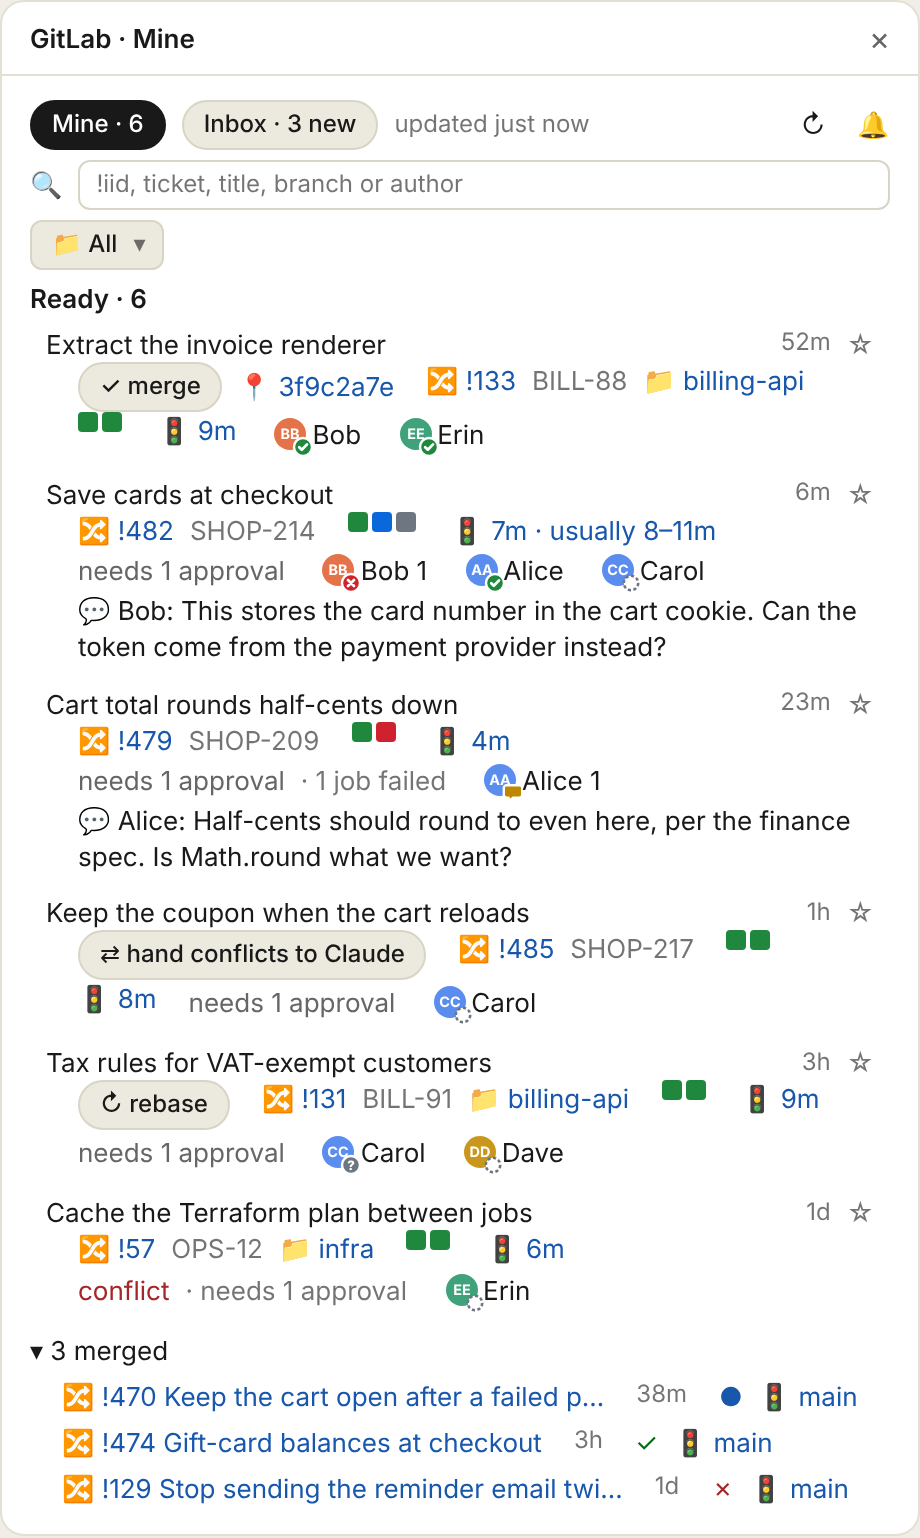 GitLab · Mine ×
Mine · 6 Inbox · 3 new updated just now ↻ 🔔
🔍 !iid, ticket, title, branch or author
📁 All ▾
Ready · 6
Extract the invoice renderer 52m ☆
✓ merge 📍 3f9c2a7e 🔀 !133 BILL-88 📁 billing-api
🚦 9m BB Bob EE Erin
Save cards at checkout 6m ☆
🔀 !482 SHOP-214 🚦 7m · usually 8–11m
needs 1 approval BB Bob 1 AA Alice CC Carol
💬 Bob: This stores the card number in the cart cookie. Can the
token come from the payment provider instead?
Cart total rounds half-cents down 23m ☆
🔀 !479 SHOP-209 🚦 4m
needs 1 approval · 1 job failed AA Alice 1
💬 Alice: Half-cents should round to even here, per the finance
spec. Is Math.round what we want?
Keep the coupon when the cart reloads 1h ☆
⇄ hand conflicts to Claude 🔀 !485 SHOP-217
🚦 8m needs 1 approval CC Carol
Tax rules for VAT-exempt customers 3h ☆
↻ rebase 🔀 !131 BILL-91 📁 billing-api 🚦 9m
needs 1 approval CC Carol ? DD Dave
Cache the Terraform plan between jobs 1d ☆
🔀 !57 OPS-12 📁 infra 🚦 6m
conflict · needs 1 approval EE Erin
▾ 3 merged
🔀 !470 Keep the cart open after a failed p… 38m ● 🚦 main
🔀 !474 Gift-card balances at checkout 3h ✓ 🚦 main
🔀 !129 Stop sending the reminder email twi… 1d × 🚦 main